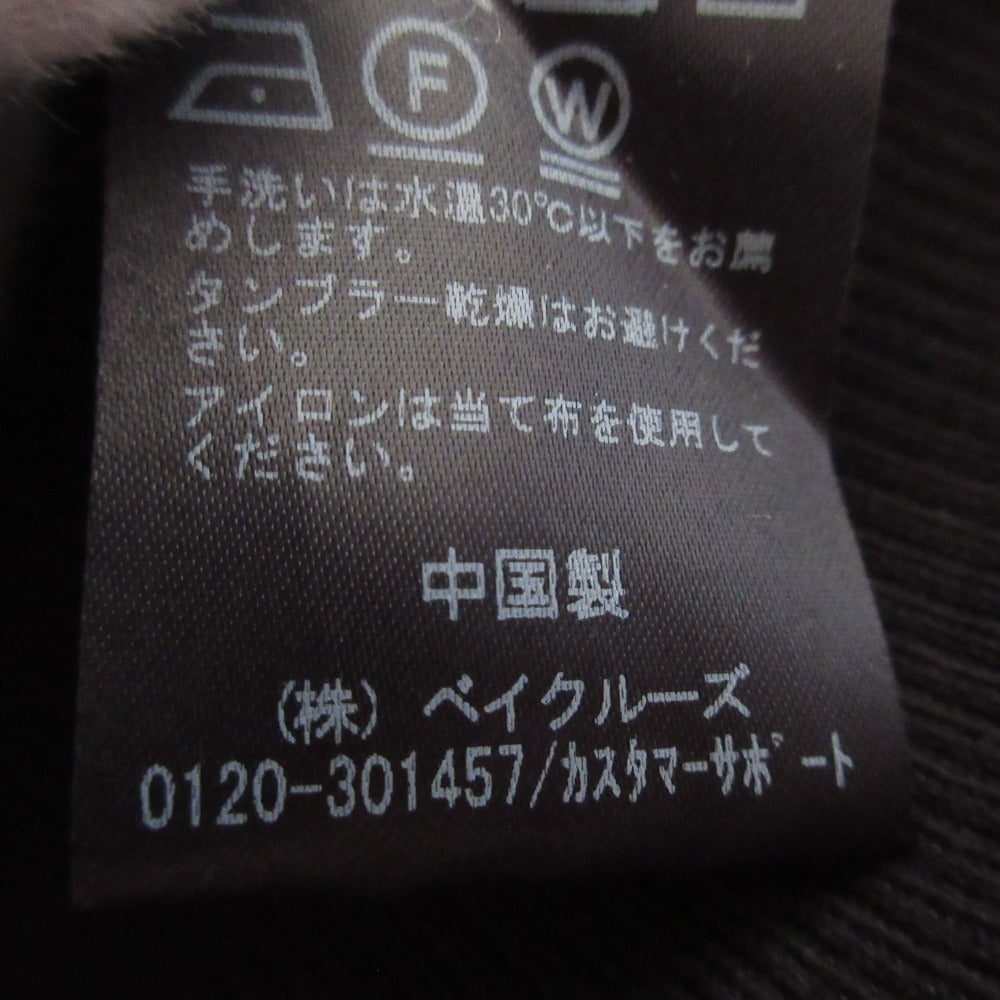 F
W
手洗いは水温30℃以下をお薦
めします。
タンブラー乾燥はお避けくだ
さい。
アイロンは当て布を使用して
ください。
中国製
(株) ベイクルーズ
0120-301457/ｶｽﾀﾏｰｻﾎﾟｰﾄ